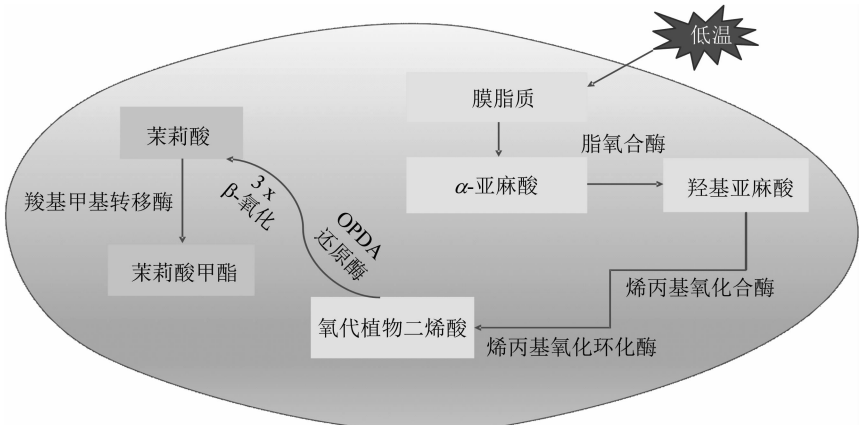 低温
膜脂质
脂氧合酶
α-亚麻酸
羟基亚麻酸
烯丙基氧化合酶
烯丙基氧化环化酶
氧代植物二烯酸
OPDA
还原酶
3 x
β-氧化
茉莉酸
羧基甲基转移酶
茉莉酸甲酯